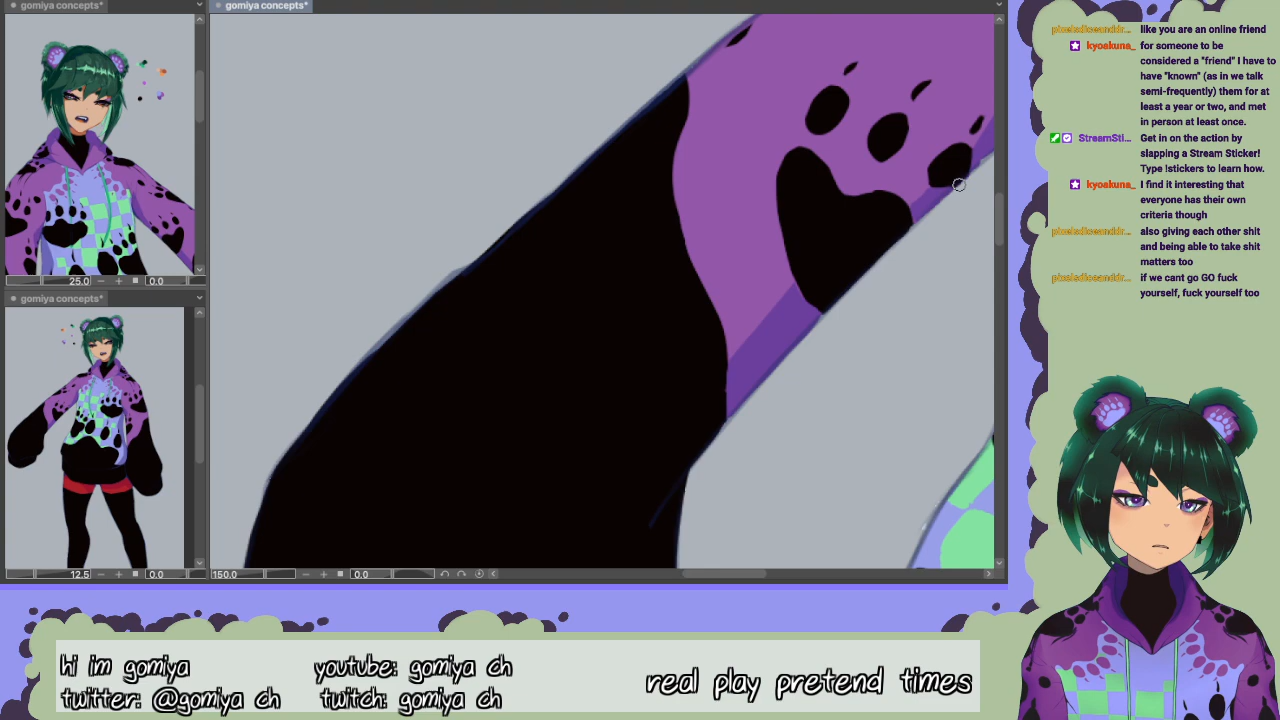 gomiya concepts*
gomiya concepts*
25.0
0.0
gomiya concepts*
12.5
0.0
150.0
0.0
like you are an online friend
kyoakuna_ for someone to be
considered a "friend" I have to
have "known" (as in we talk
semi-frequently) them for at
least a year or two, and met
in person at least once.
StreamSti... Get in on the action by
slapping a Stream Sticker!
Type !stickers to learn how.
kyoakuna_ I find it interesting that
everyone has their own
criteria though
also giving each other shit
and being able to take shit
matters too
if we cant go GO fuck
yourself, fuck yourself too
hi im gomiya
twitter: @gomiya ch
youtube: gomiya ch
twitch: gomiya ch
real play pretend times